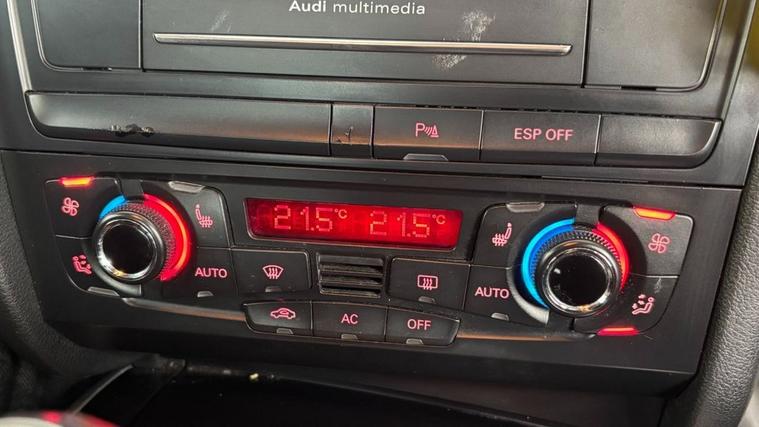 Audi multimedia
P
ESP OFF
21.5°C 21.5°C
AUTO
AUTO
AC
OFF